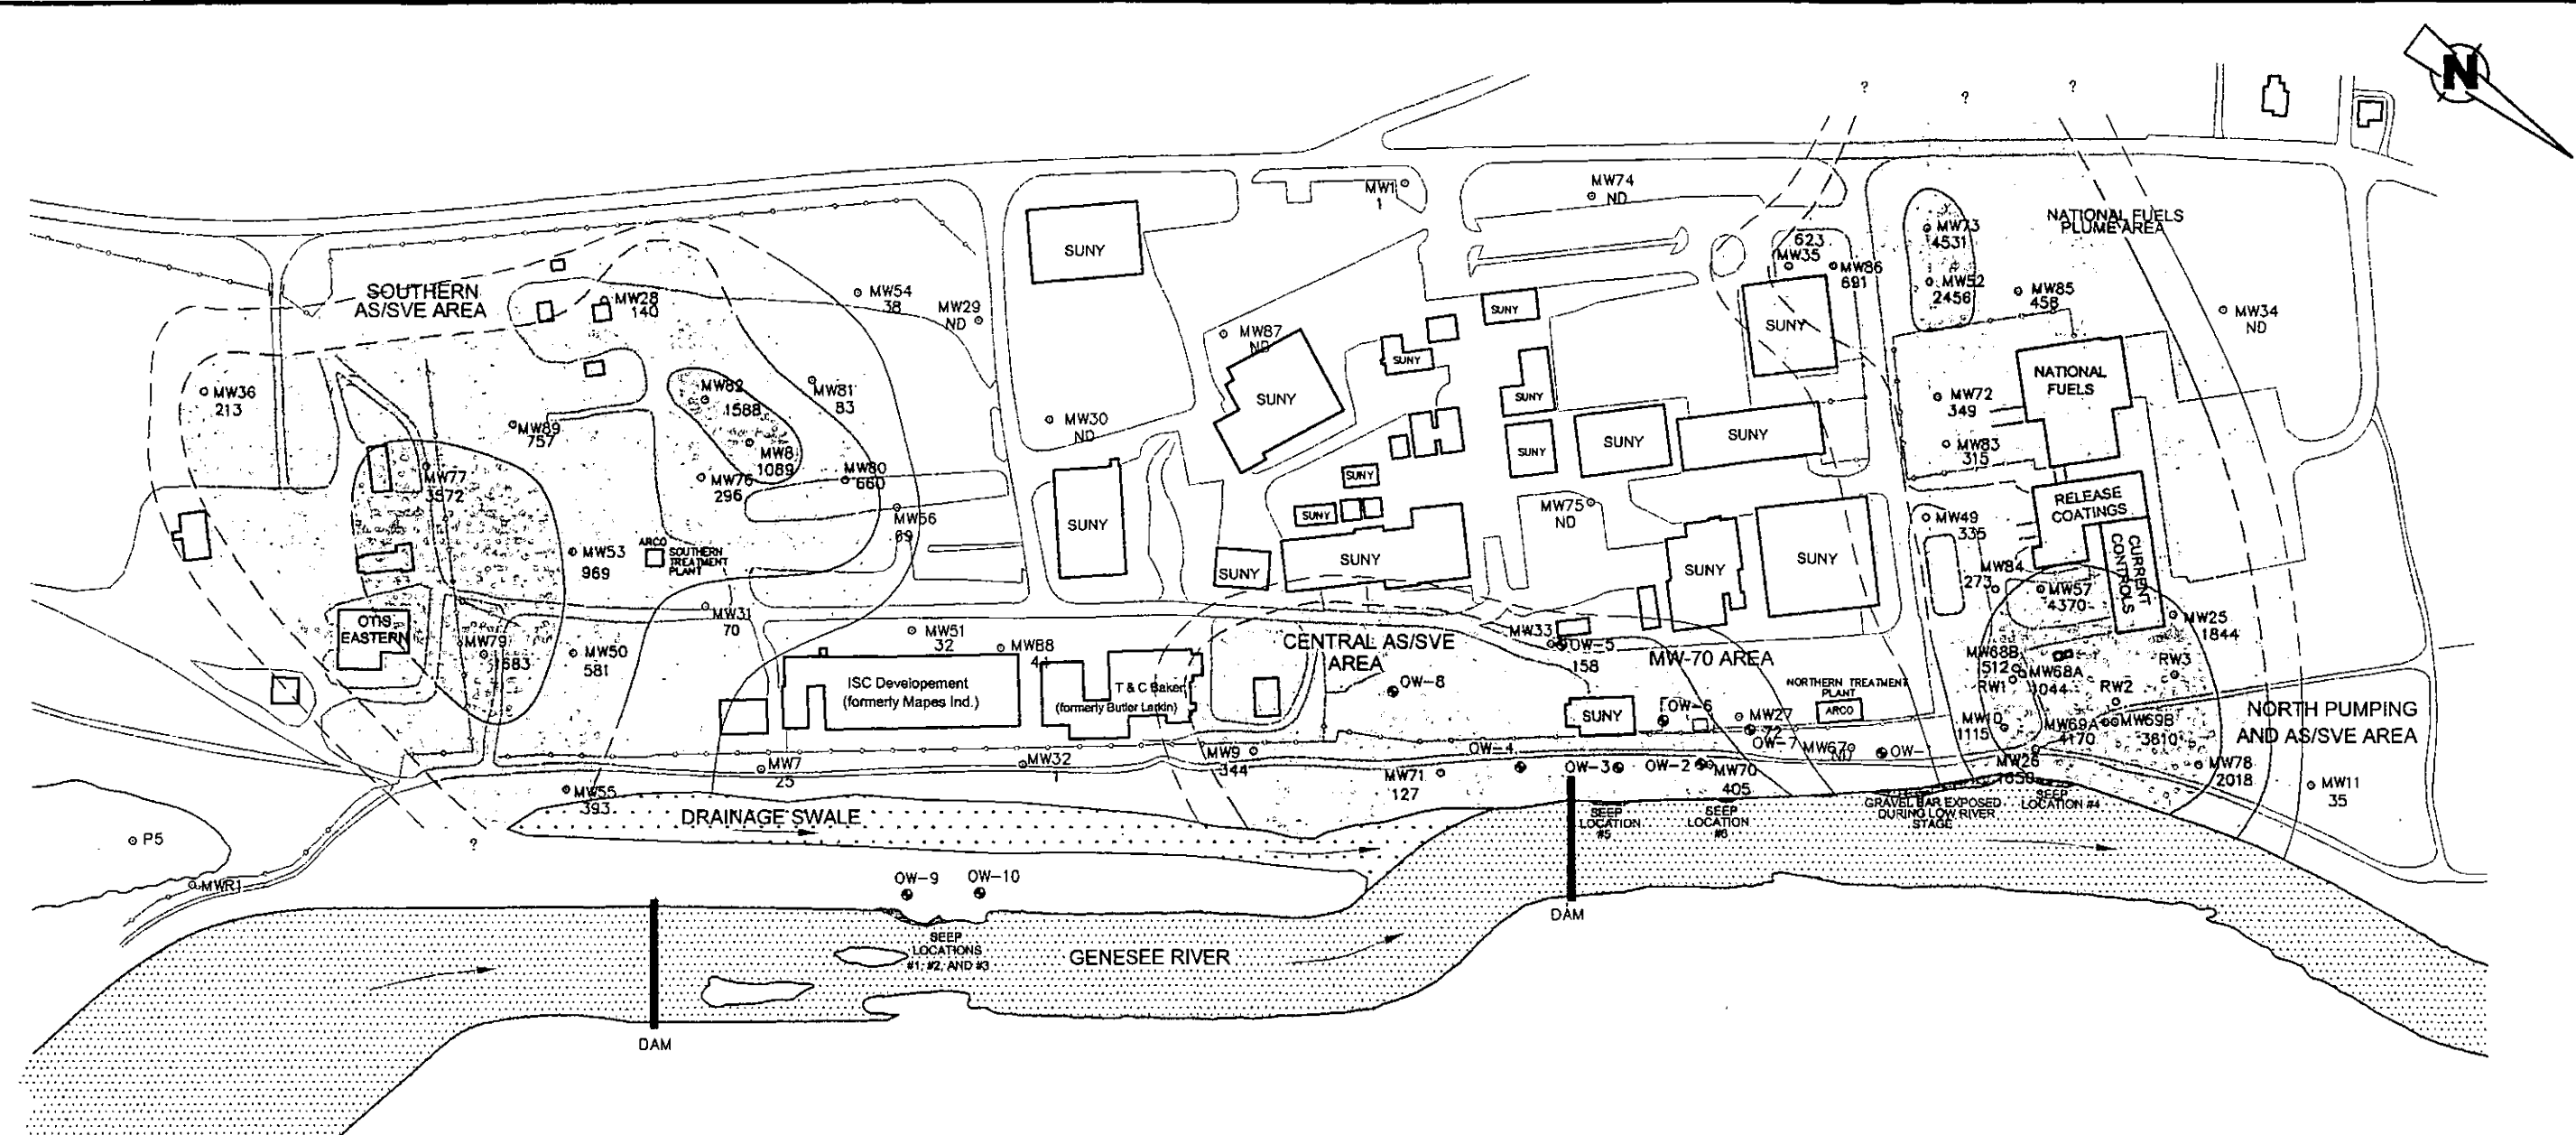 N
?
?
?
MW1
1
MW74
ND
NATIONAL FUELS
PLUME AREA
MW73
4531
SUNY
623
MW35
MW86
691
MW52
2456
MW85
458
SOUTHERN
AS/SVE AREA
MW28
140
MW54
38
MW29
ND
MW87
ND
SUNY
SUNY
MW34
ND
SUNY
NATIONAL
FUELS
MW36
213
MW82
1588
MW81
83
SUNY
SUNY
MW72
349
MW30
ND
MW89
757
MW8
1089
SUNY
SUNY
MW83
315
SUNY
MW77
3572
MW76
296
MW80
660
SUNY
RELEASE
COATINGS
MW56
69
SUNY
SUNY
MW75
ND
MW49
335
CURRENT
CONTROLS
MW53
969
ARCO
SOUTHERN
TREATMENT
PLANT
SUNY
SUNY
SUNY
SUNY
MW84
273
MW57
4370
MW31
70
OTIS
EASTERN
MW79
1683
MW50
581
MW51
32
MW88
ISC Developement
(formerly Mapes Ind.)
T & C Baker
(formerly Butler Larkin)
CENTRAL AS/SVE
AREA
MW33
OW-5
158
MW-70 AREA
MW25
1844
MW68B
512
MW68A
1044
RW1
RW3
RW2
OW-8
NORTHERN TREATMENT
PLANT
ARCO
SUNY
OW-6
MW27
72
OW-7
MW67
ND
OW-1
MW10
1115
MW69A
4170
MW69B
3810
NORTH PUMPING
AND AS/SVE AREA
MW7
25
MW32
1
MW9
344
OW-4
MW71
127
OW-3
OW-2
MW70
405
MW26
1650
MW78
2018
MW11
35
MW55
393
DRAINAGE SWALE
SEEP
LOCATION
#5
SEEP
LOCATION
#6
GRAVEL BAR EXPOSED
DURING LOW RIVER
STAGE
SEEP
LOCATION #4
P5
?
MWR1
OW-9
OW-10
DAM
SEEP
LOCATIONS
#1, #2, AND #3
GENESEE RIVER
DAM